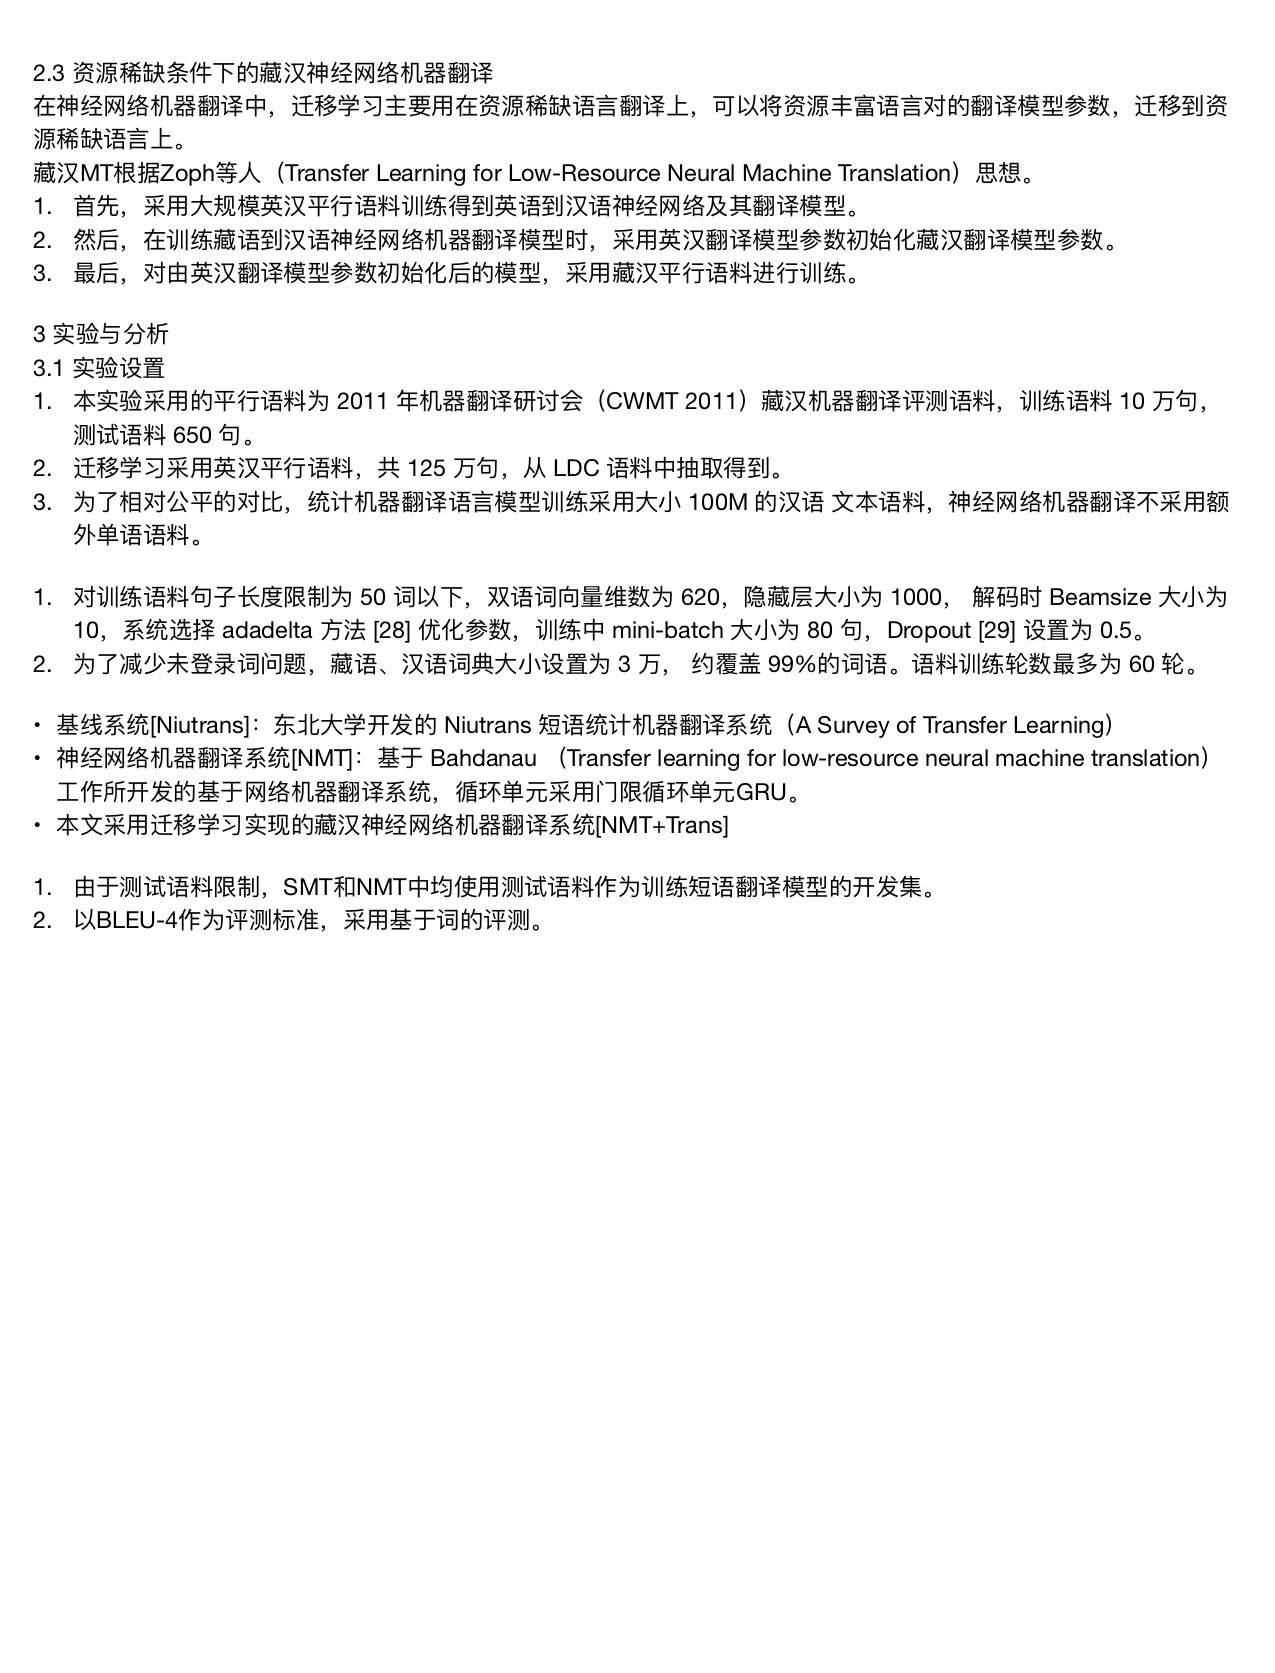 2.3 资源稀缺条件下的藏汉神经网络机器翻译
在神经网络机器翻译中，迁移学习主要用在资源稀缺语言翻译上，可以将资源丰富语言对的翻译模型参数，迁移到资
源稀缺语言上。
藏汉MT根据Zoph等人（Transfer Learning for Low-Resource Neural Machine Translation）思想。
1. 首先，采用大规模英汉平行语料训练得到英语到汉语神经网络及其翻译模型。
2. 然后，在训练藏语到汉语神经网络机器翻译模型时，采用英汉翻译模型参数初始化藏汉翻译模型参数。
3. 最后，对由英汉翻译模型参数初始化后的模型，采用藏汉平行语料进行训练。
3 实验与分析
3.1 实验设置
1. 本实验采用的平行语料为 2011 年机器翻译研讨会（CWMT 2011）藏汉机器翻译评测语料，训练语料 10 万句，
测试语料 650 句。
2. 迁移学习采用英汉平行语料，共 125 万句，从 LDC 语料中抽取得到。
3. 为了相对公平的对比，统计机器翻译语言模型训练采用大小 100M 的汉语 文本语料，神经网络机器翻译不采用额
外单语语料。
1. 对训练语料句子长度限制为 50 词以下，双语词向量维数为 620，隐藏层大小为 1000， 解码时 Beamsize 大小为
10，系统选择 adadelta 方法 [28] 优化参数，训练中 mini-batch 大小为 80 句，Dropout [29] 设置为 0.5。
2. 为了减少未登录词问题，藏语、汉语词典大小设置为 3 万， 约覆盖 99%的词语。语料训练轮数最多为 60 轮。
• 基线系统[Niutrans]：东北大学开发的 Niutrans 短语统计机器翻译系统（A Survey of Transfer Learning）
• 神经网络机器翻译系统[NMT]：基于 Bahdanau （Transfer learning for low-resource neural machine translation）
工作所开发的基于网络机器翻译系统，循环单元采用门限循环单元GRU。
• 本文采用迁移学习实现的藏汉神经网络机器翻译系统[NMT+Trans]
1. 由于测试语料限制，SMT和NMT中均使用测试语料作为训练短语翻译模型的开发集。
2. 以BLEU-4作为评测标准，采用基于词的评测。